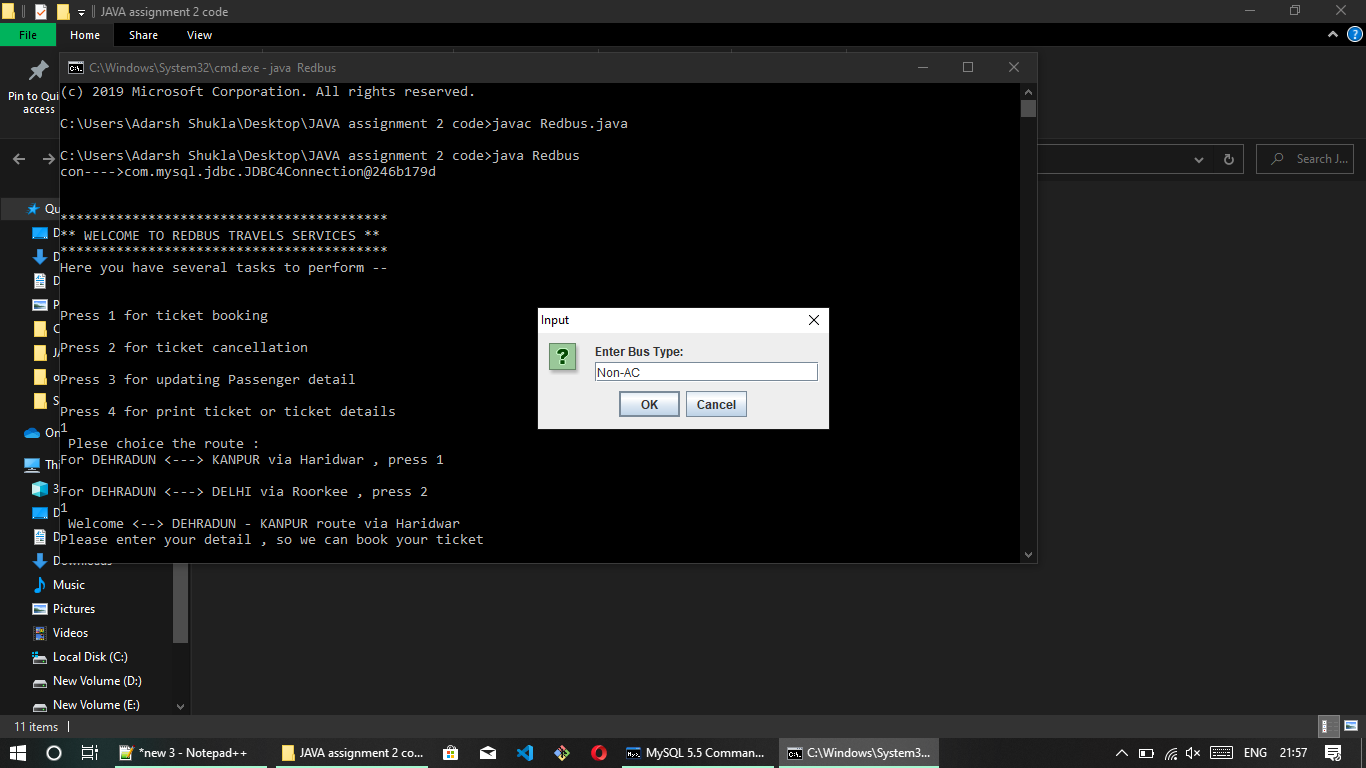 JAVA assignment 2 code
File
Home
Share
View
Pin to Qui
access
Search J...
C:\Windows\System32\cmd.exe - java  Redbus
(c) 2019 Microsoft Corporation. All rights reserved.
C:\Users\Adarsh Shukla\Desktop\JAVA assignment 2 code>javac Redbus.java
C:\Users\Adarsh Shukla\Desktop\JAVA assignment 2 code>java Redbus
con---->com.mysql.jdbc.JDBC4Connection@246b179d
*****************************************
** WELCOME TO REDBUS TRAVELS SERVICES **
*****************************************
Here you have several tasks to perform --
Press 1 for ticket booking
Press 2 for ticket cancellation
Press 3 for updating Passenger detail
Press 4 for print ticket or ticket details
1
Plese choice the route :
For DEHRADUN <---> KANPUR via Haridwar , press 1
For DEHRADUN <---> DELHI via Roorkee , press 2
1
Welcome <--> DEHRADUN - KANPUR route via Haridwar
Please enter your detail , so we can book your ticket
Input
Enter Bus Type:
Non-AC
OK
Cancel
Music
Pictures
Videos
Local Disk (C:)
New Volume (D:)
New Volume (E:)
11 items
*new 3 - Notepad++
JAVA assignment 2 co...
MySQL 5.5 Comman...
C:\Windows\System3...
ENG
21:57